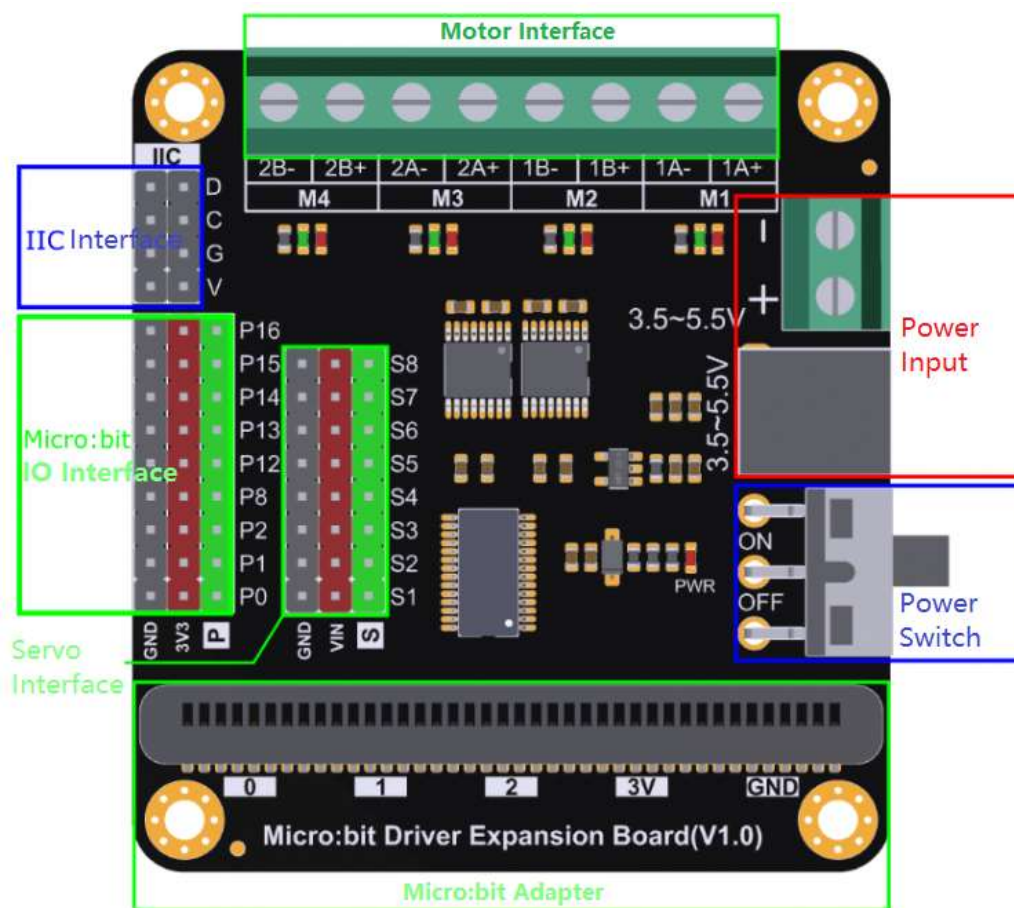 Motor Interface
2B- 2B+ 2A- 2A+ 1B- 1B+ 1A- 1A+
M4 M3 M2 M1
IIC
D
C
G
V
IIC Interface
- 
+
3.5~5.5V
3.5~5.5V
Power
Input
P16
P15
P14
P13
P12
P8
P2
P1
P0
Micro:bit
IO Interface
GND 3V3 P
S8
S7
S6
S5
S4
S3
S2
S1
GND VIN S
Servo
Interface
PWR
ON
OFF
Power
Switch
0 1 2 3V GND
Micro:bit Driver Expansion Board(V1.0)
Micro:bit Adapter